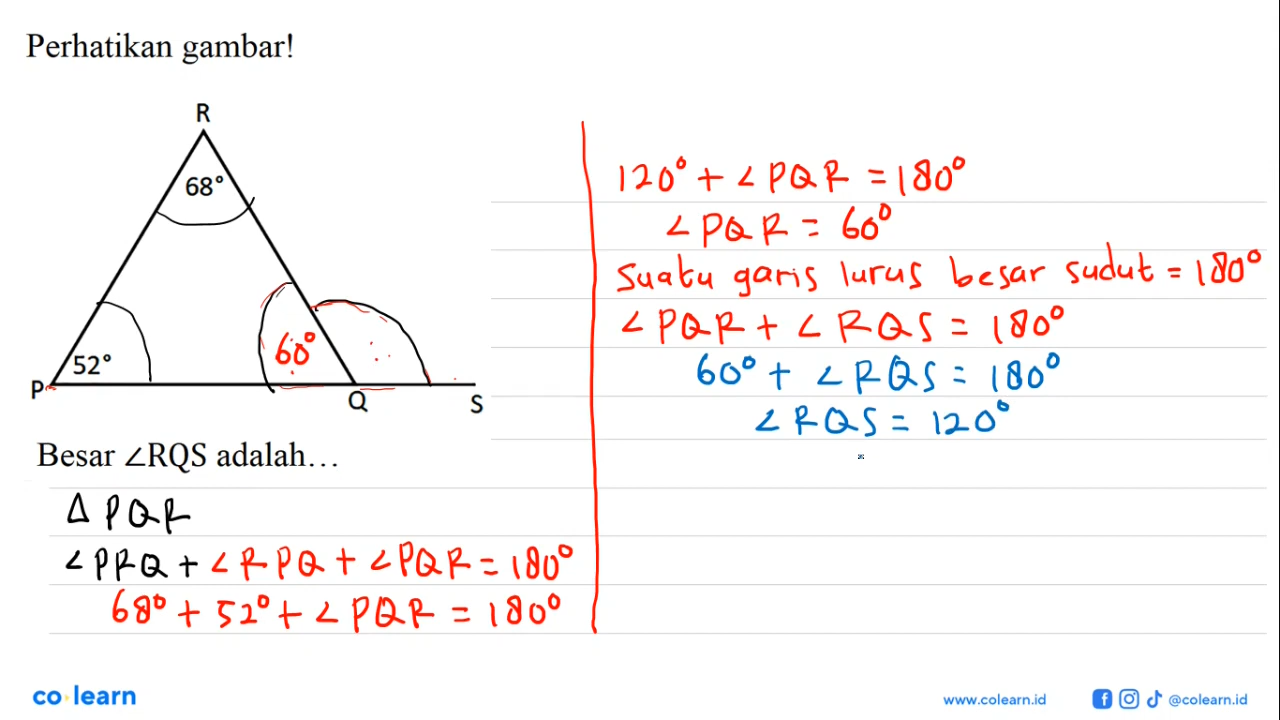 Perhatikan gambar!
R
68°
52°
60°
P
Q
S
Besar ∠RQS adalah...
Δ PQR
∠PRQ + ∠RPQ + ∠PQR = 180°
68° + 52° + ∠PQR = 180°
120° + ∠PQR = 180°
∠PQR = 60°
Suatu garis lurus besar sudut = 180°
∠PQR + ∠RQS = 180°
60° + ∠RQS = 180°
∠RQS = 120°
co learn
www.colearn.id
@colearn.id